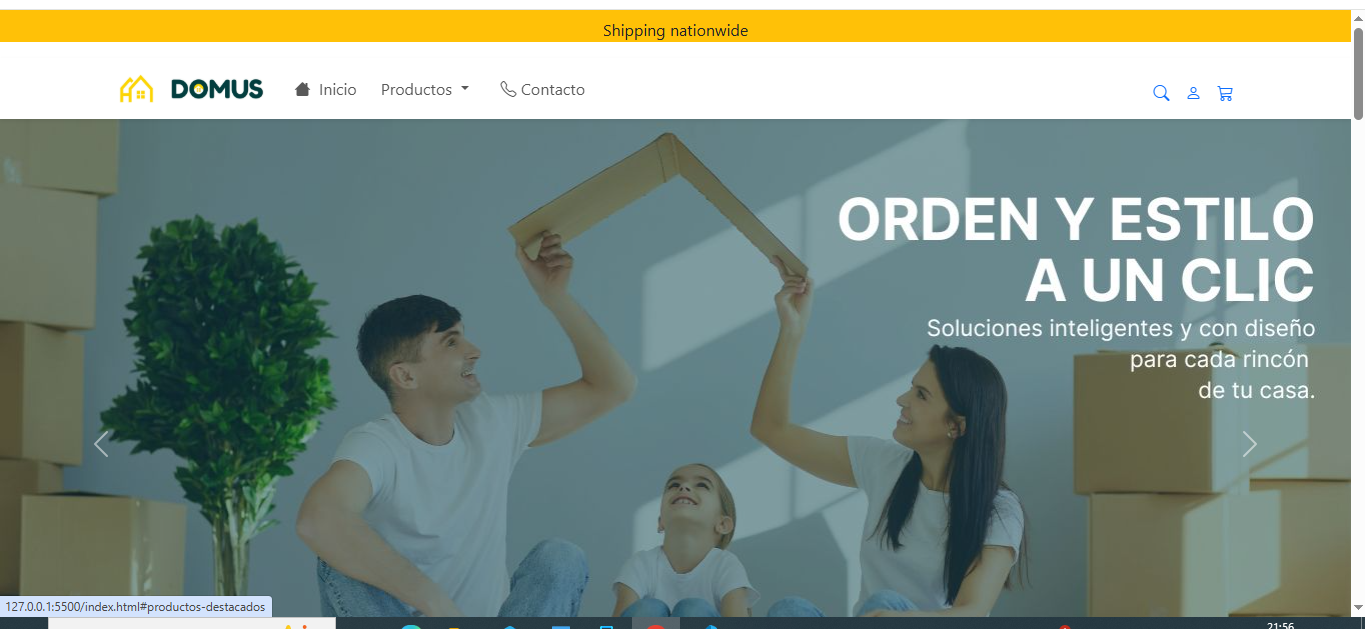 Shipping nationwide
DOMUS Inicio Productos Contacto
ORDEN Y ESTILO
A UN CLIC
Soluciones inteligentes y con diseño
para cada rincón
de tu casa.
127.0.0.1:5500/index.html#productos-destacados
21:56